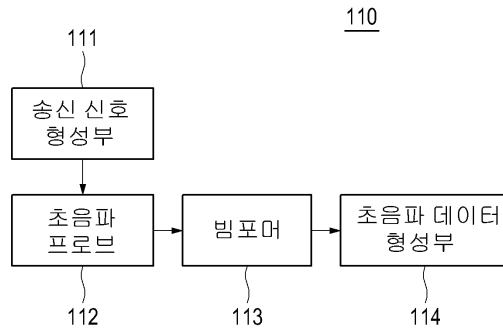 110
111
송신 신호
형성부
초음파
프로브
빔포머
초음파 데이터
형성부
112
113
114